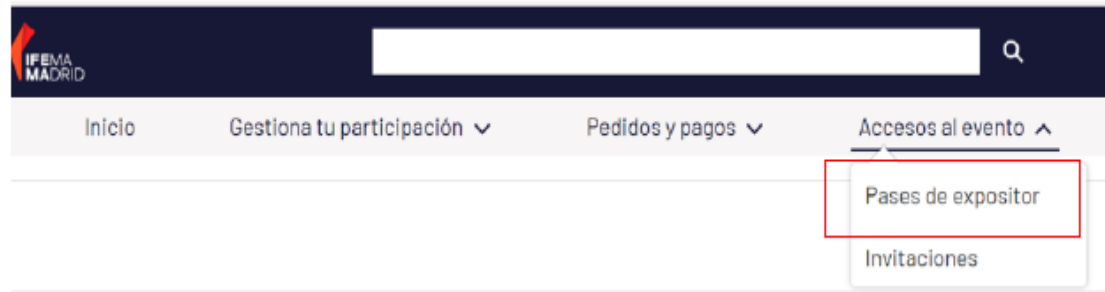 IFEMA
MADRID
Inicio
Gestiona tu participación
Pedidos y pagos
Accesos al evento
Pases de expositor
Invitaciones